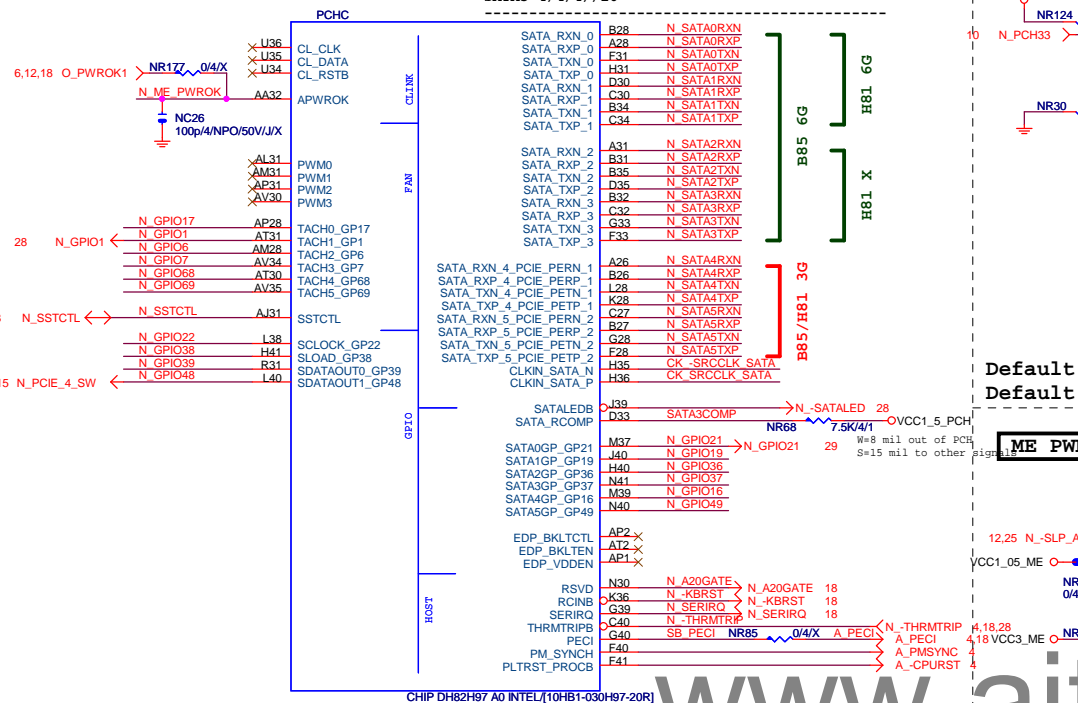 PCHC
U36 CL_CLK
U35 CL_DATA
U34 CL_RSTB
6,12,18 O_PWROK1 NR177 0/4/X
N_ME_PWROK AA32 APWROK
NC26
100p/4/NPO/50V/J/X
CLINK
AL31 PWM0
AM31 PWM1
AP31 PWM2
AV30 PWM3
FAN
N_GPIO17 AP28 TACH0_GP17
28 N_GPIO1 N_GPIO1 AT31 TACH1_GP1
N_GPIO6 AM28 TACH2_GP6
N_GPIO7 AV34 TACH3_GP7
N_GPIO68 AT30 TACH4_GP68
N_GPIO69 AV35 TACH5_GP69
N_SSTCTL N_SSTCTL AJ31 SSTCTL
N_GPIO22 L38 SCLOCK_GP22
N_GPIO38 H41 SLOAD_GP38
N_GPIO39 R31 SDATAOUT0_GP39
N_PCIE_4_SW N_GPIO48 L40 SDATAOUT1_GP48
GPIO
HOST
SATA_RXN_0 B28 N_SATA0RXN
SATA_RXP_0 A28 N_SATA0RXP
SATA_TXN_0 F31 N_SATA0TXN
SATA_TXP_0 H31 N_SATA0TXP
SATA_RXN_1 D30 N_SATA1RXN
SATA_RXP_1 C30 N_SATA1RXP
SATA_TXN_1 B34 N_SATA1TXN
SATA_TXP_1 C34 N_SATA1TXP
SATA_RXN_2 A31 N_SATA2RXN
SATA_RXP_2 B31 N_SATA2RXP
SATA_TXN_2 B35 N_SATA2TXN
SATA_TXP_2 D35 N_SATA2TXP
SATA_RXN_3 B32 N_SATA3RXN
SATA_RXP_3 C32 N_SATA3RXP
SATA_TXN_3 G33 N_SATA3TXN
SATA_TXP_3 F33 N_SATA3TXP
B85 6G
H81 6G
H81 X
SATA_RXN_4_PCIE_PERN_1 A26 N_SATA4RXN
SATA_RXP_4_PCIE_PERP_1 B26 N_SATA4RXP
SATA_TXN_4_PCIE_PETN_1 L28 N_SATA4TXN
SATA_TXP_4_PCIE_PETP_1 K28 N_SATA4TXP
SATA_RXN_5_PCIE_PERN_2 C27 N_SATA5RXN
SATA_RXP_5_PCIE_PERP_2 B27 N_SATA5RXP
SATA_TXN_5_PCIE_PETN_2 G28 N_SATA5TXN
SATA_TXP_5_PCIE_PETP_2 F28 N_SATA5TXP
B85/H81 3G
CLKIN_SATA_N H35 CK_-SRCCLK_SATA
CLKIN_SATA_P H36 CK_SRCCLK_SATA
SATALEDB J39 N_-SATALED 28
SATA_RCOMP D33 SATA3COMP NR68 7.5K/4/1 VCC1_5_PCH
W=8 mil out of PCH
S=15 mil to other signals
SATA0GP_GP21 M37 N_GPIO21 N_GPIO21 29
SATA1GP_GP19 J40 N_GPIO19
SATA2GP_GP36 H40 N_GPIO36
SATA3GP_GP37 N41 N_GPIO37
SATA4GP_GP16 M39 N_GPIO16
SATA5GP_GP49 N40 N_GPIO49
EDP_BKLTCTL AP2
EDP_BKLTEN AT2
EDP_VDDEN AP1
RSVD N30 N_A20GATE N_A20GATE 18
RCINB K36 N_-KBRST N_-KBRST 18
SERIRQ G39 N_SERIRQ N_SERIRQ 18
THRMTRIPB C40 N_-THRMTRIP N_-THRMTRIP 4,18,28
PECI G40 SB_PECI NR85 0/4/X A_PECI A_PECI 4,18
PM_SYNCH F40 A_PMSYNC 4
PLTRST_PROCB F41 A_-CPURST 4
CHIP DH82H97 A0 INTEL/[10HB1-030H97-20R]
NR124
10 N_PCH33
NR30
Default
Default
ME PW
12,25 N_-SLP_A
VCC1_05_ME
NR
0/4
VCC3_ME NR
www.ait